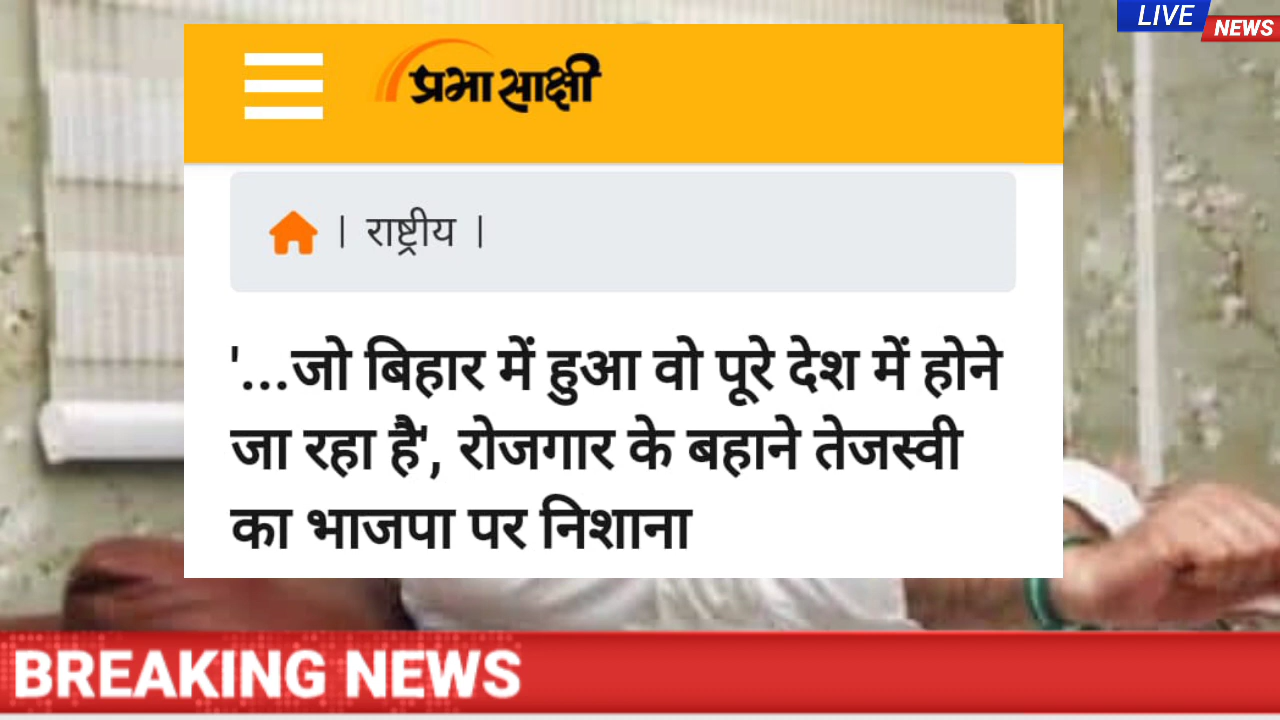 LIVE
NEWS
प्रभा साक्षी
| राष्ट्रीय |
'...जो बिहार में हुआ वो पूरे देश में होने
जा रहा है', रोजगार के बहाने तेजस्वी
का भाजपा पर निशाना
BREAKING NEWS